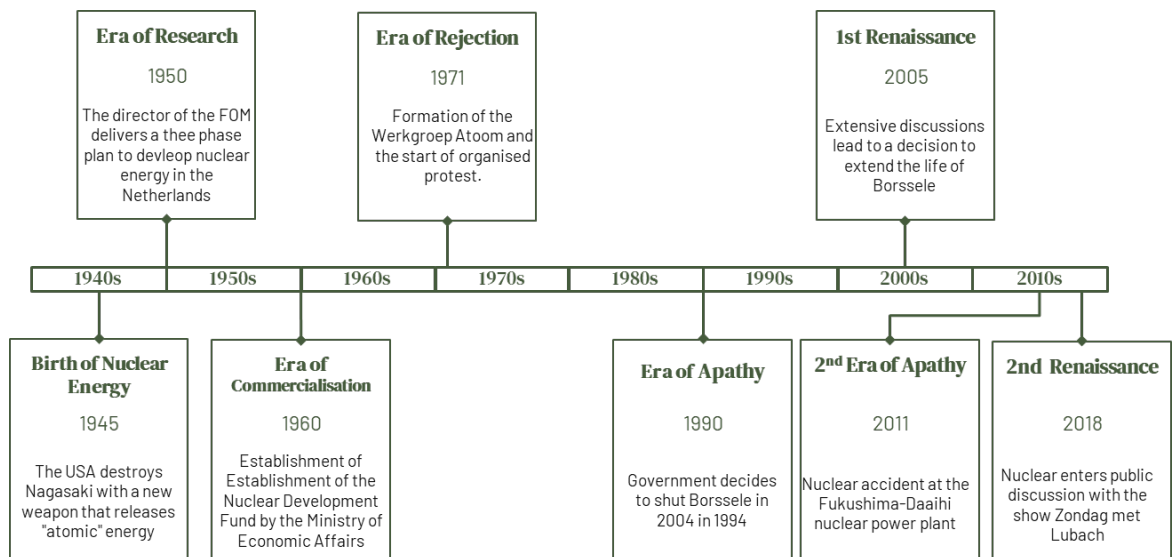 Era of Research
1950
The director of the FOM
delivers a thee phase
plan to devleop nuclear
energy in the
Netherlands
Era of Rejection
1971
Formation of the
Werkgroep Atoom and
the start of organised
protest.
1st Renaissance
2005
Extensive discussions
lead to a decision to
extend the life of
Borssele
1940s
1950s
1960s
1970s
1980s
1990s
2000s
2010s
Birth of Nuclear
Energy
1945
The USA destroys
Nagasaki with a new
weapon that releases
"atomic" energy
Era of
Commercialisation
1960
Establishment of
Establishment of the
Nuclear Development
Fund by the Ministry of
Economic Affairs
Era of Apathy
1990
Government decides
to shut Borssele in
2004 in 1994
2nd Era of Apathy
2011
Nuclear accident at the
Fukushima-Daaihi
nuclear power plant
2nd Renaissance
2018
Nuclear enters public
discussion with the
show Zondag met
Lubach